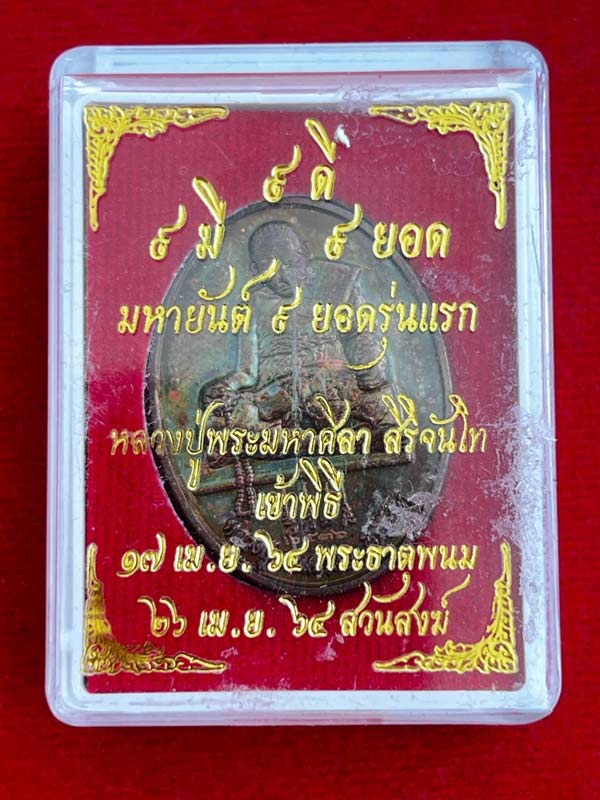 ๙ ดี
๙ มี ๙ ยอด
มหายันต์ ๙ ยอดรุ่นแรก
หลวงปู่พระมหาศิลา สิริจันโท
เข้าพิธี
๑๗ เม.ย. ๖๔ พระธาตุพนม
๒๖ เม.ย. ๖๔ สวนสงฆ์